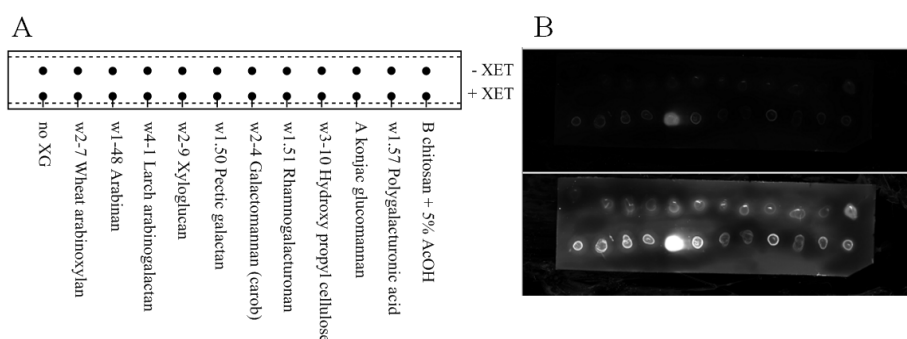 A
B
- XET
+ XET
no XG
w2-7 Wheat arabinoxylan
w1-48 Arabinan
w4-1 Larch arabinogalactan
w2-9 Xyloglucan
w1.50 Pectic galactan
w2-4 Galactomannan (carob)
w1.51 Rhamnogalacturonan
w3-10 Hydroxy propyl cellulose
A konjac glucomannan
w1.57 Polygalacturonic acid
B chitosan + 5% AcOH